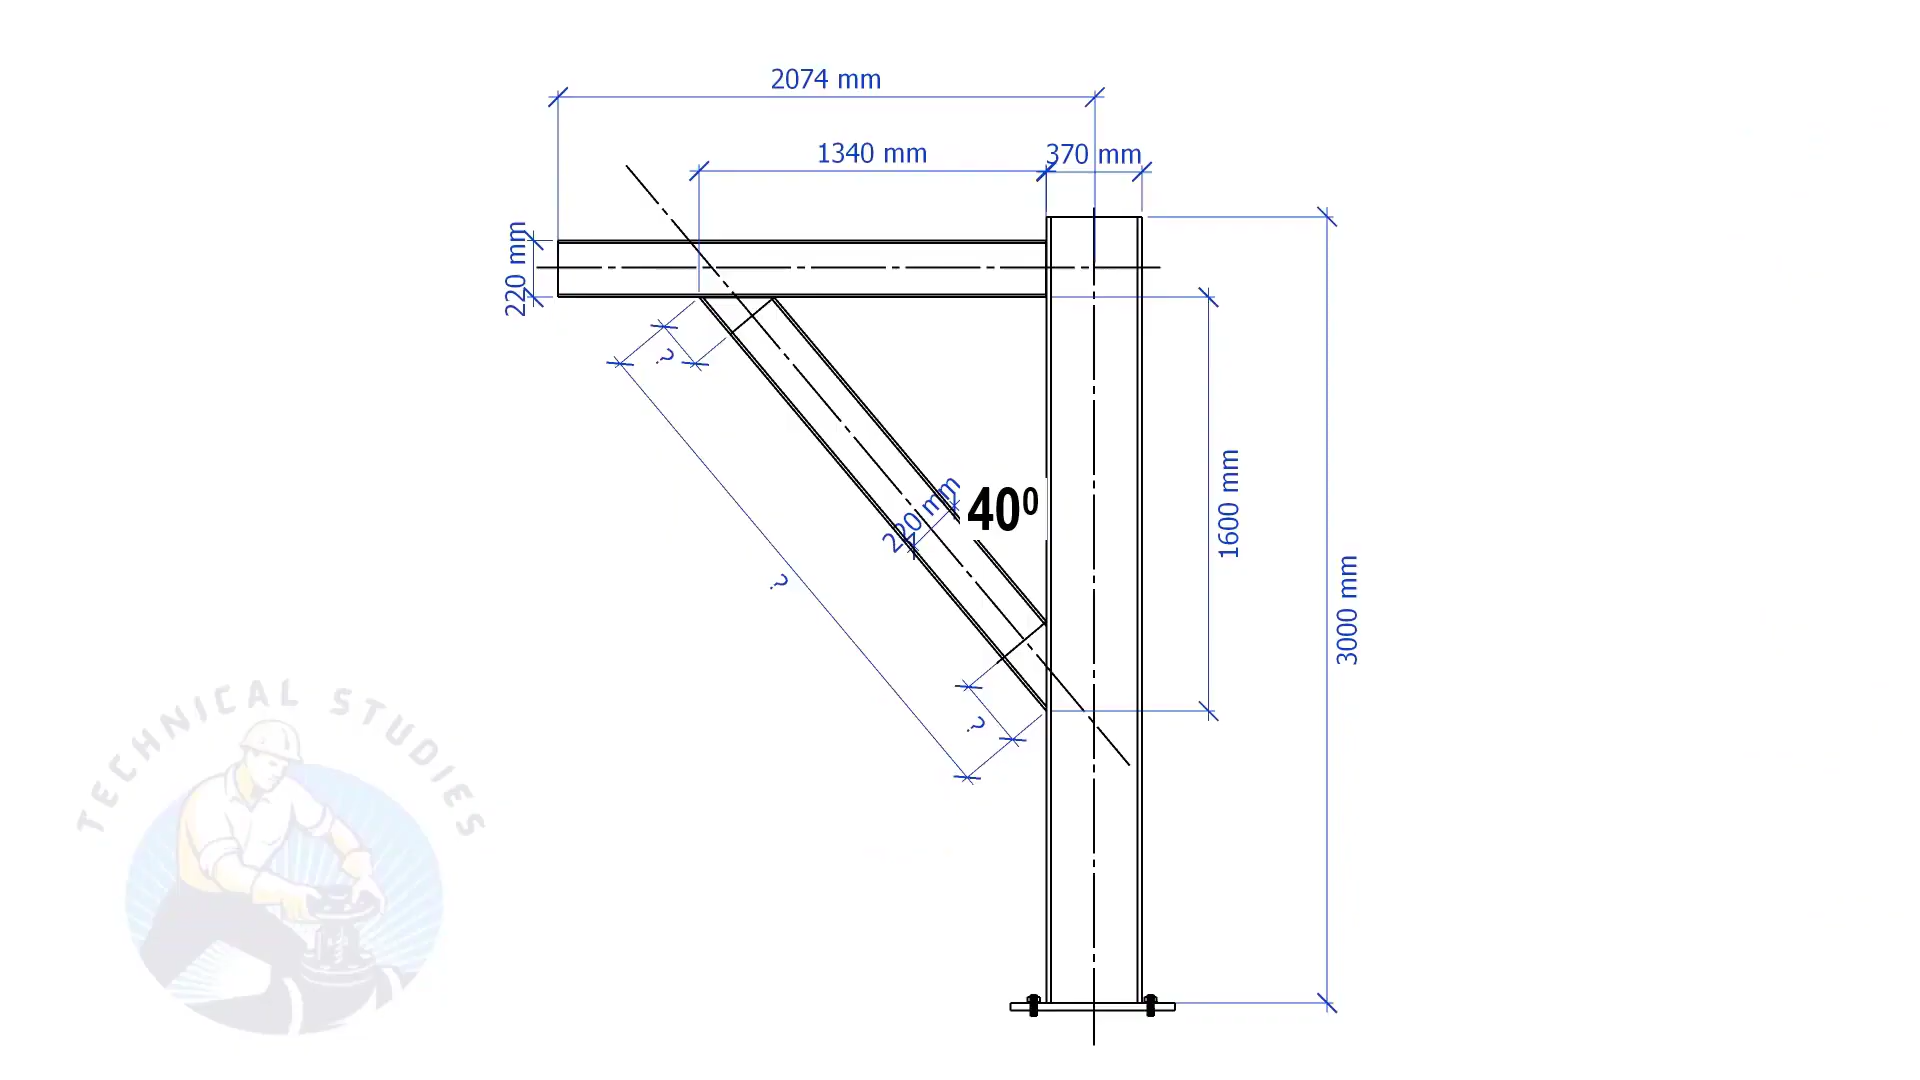 2074 mm
1340 mm
370 mm
220 mm
?
220 mm
40⁰
1600 mm
?
3000 mm
?
TECHNICAL STUDIES